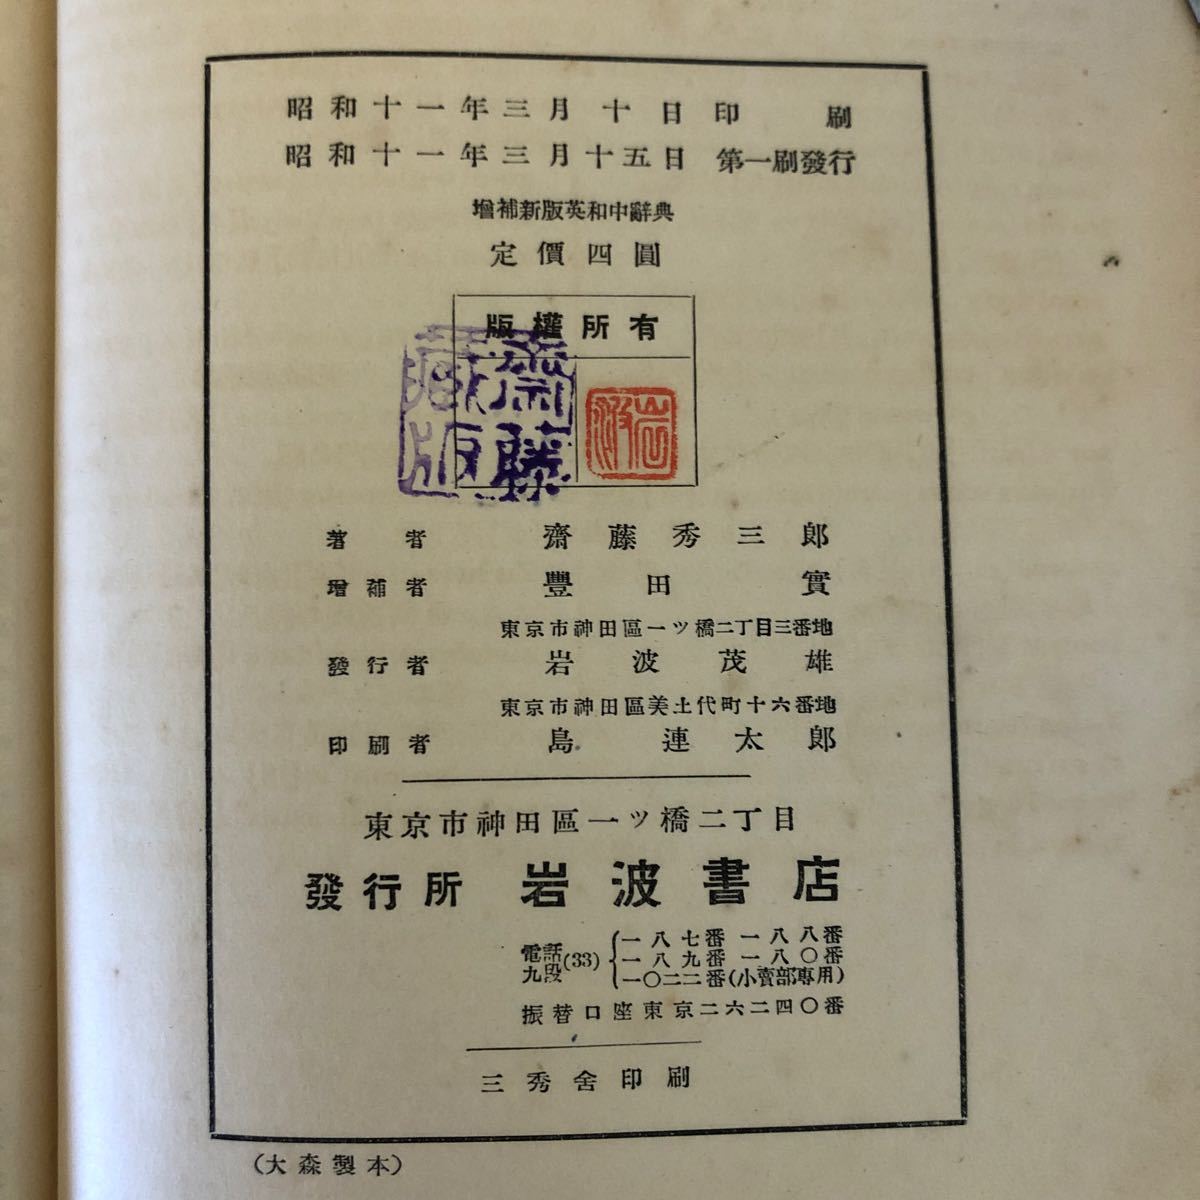 昭和十一年三月十日印刷
昭和十一年三月十五日 第一刷發行
增補新版英和中辭典
定價四圓
版權所有
齋藤
藏版
岩波
著者 齋藤秀三郎
增補者 豐田實
東京市神田區一ツ橋二丁目三番地
發行者 岩波茂雄
東京市神田區美土代町十六番地
印刷者 島連太郎
東京市神田區一ツ橋二丁目
發行所 岩波書店
電話九段(33)
一八七番 一八八番
一八九番 一八〇番
一〇二二番(小賣部專用)
振替口座東京二六二四〇番
三秀舍印刷
(大森製本)